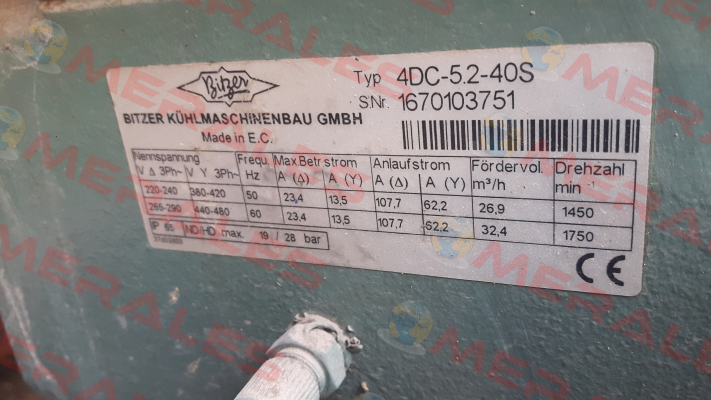 Bitzer
Typ 4DC-5.2-40S
S.Nr. 1670103751
BITZER KÜHLMASCHINENBAU GMBH
Made in E.C.
Nennspannung Frequ. Max Betr strom Anlaufstrom Fördervol. Drehzahl
V Δ 3Ph~ V Y 3Ph~ Hz A (Δ) A (Y) A (Δ) A (Y) m³/h min
220-240 380-420 50 23,4 13,5 107,7 62,2 26,9 1450
265-290 440-480 60 23,4 13,5 107,7 62,2 32,4 1750
IP 65 ND/HD max. 19 / 28 bar
CE
MERALES